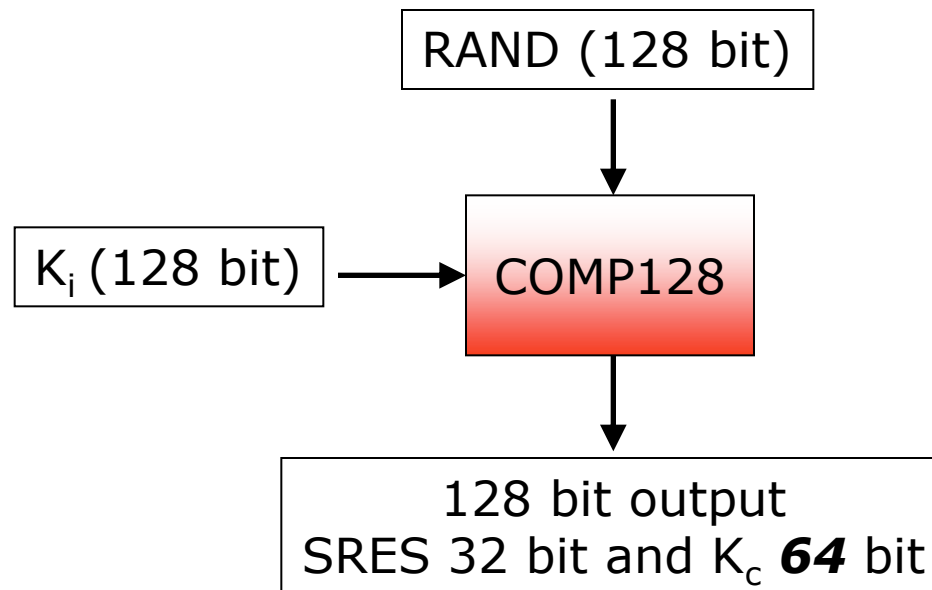 RAND (128 bit)
Ki (128 bit)
COMP128
128 bit output
SRES 32 bit and Kc 64 bit